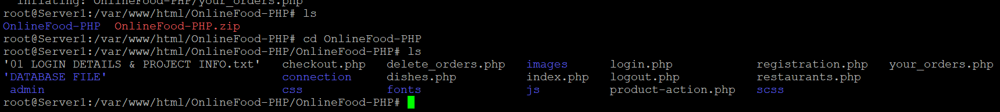 inflating: OnlineFood-PHP/your_orders.php
root@Server1:/var/www/html/OnlineFood-PHP# ls
OnlineFood-PHP  OnlineFood-PHP.zip
root@Server1:/var/www/html/OnlineFood-PHP# cd OnlineFood-PHP
root@Server1:/var/www/html/OnlineFood-PHP/OnlineFood-PHP# ls
'01 LOGIN DETAILS & PROJECT INFO.txt'   checkout.php   delete_orders.php   images      login.php            registration.php   your_orders.php
'DATABASE FILE'                         connection     dishes.php          index.php   logout.php           restaurants.php
 admin                                  css            fonts               js          product-action.php   scss
root@Server1:/var/www/html/OnlineFood-PHP/OnlineFood-PHP#